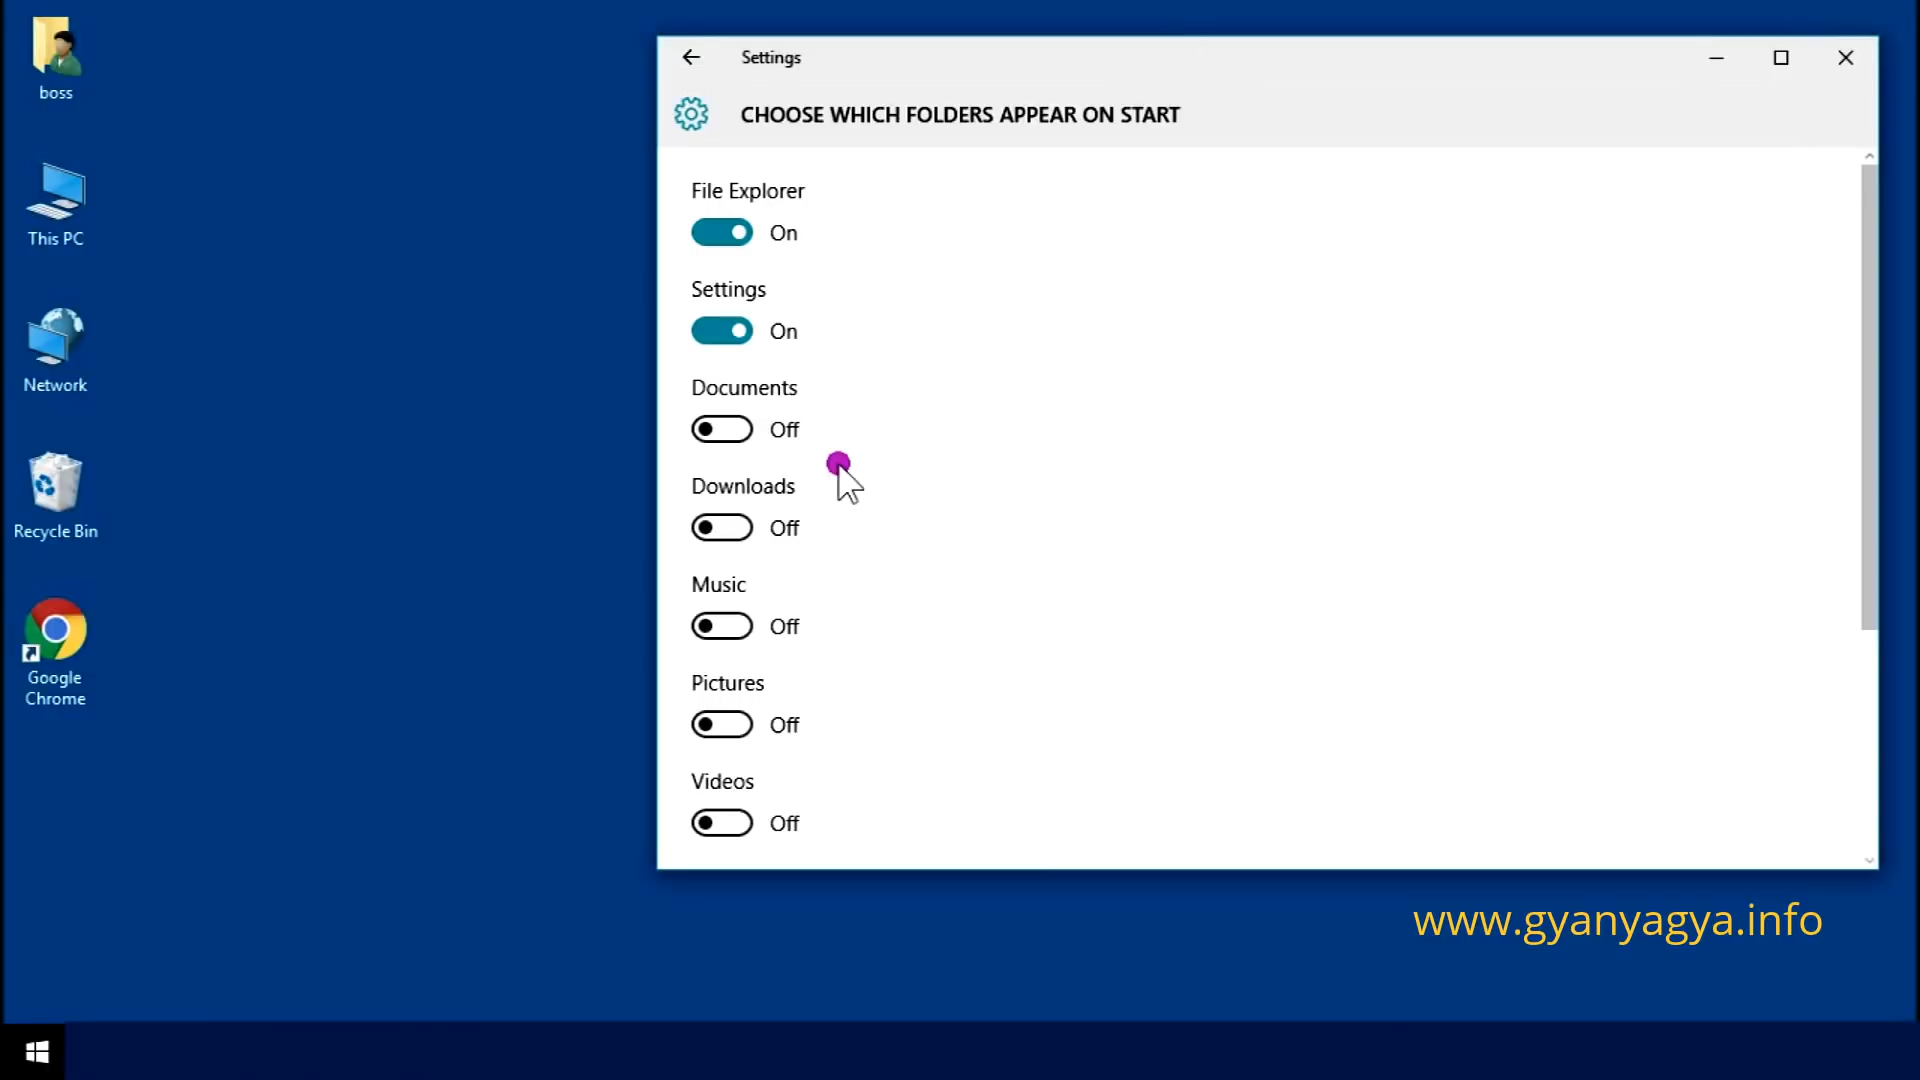 boss
This PC
Network
Recycle Bin
Google
Chrome
Settings
CHOOSE WHICH FOLDERS APPEAR ON START
File Explorer
On
Settings
On
Documents
Off
Downloads
Off
Music
Off
Pictures
Off
Videos
Off
www.gyanyagya.info